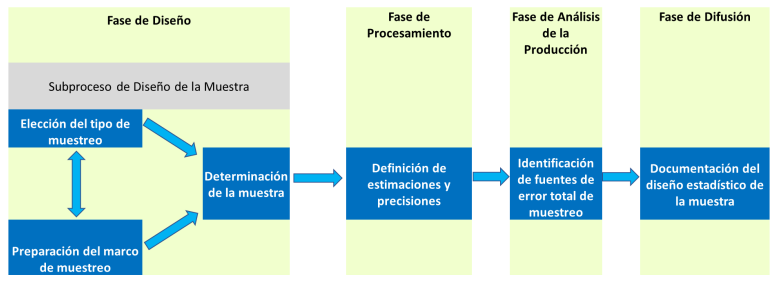 Fase de Diseño
Fase de
Procesamiento
Fase de Análisis
de la
Producción
Fase de Difusión
Subproceso de Diseño de la Muestra
Elección del tipo de
muestreo
Determinación
de la muestra
Definición de
estimaciones y
precisiones
Identificación
de fuentes de
error total de
muestreo
Documentación del
diseño estadístico de
la muestra
Preparación del marco
de muestreo